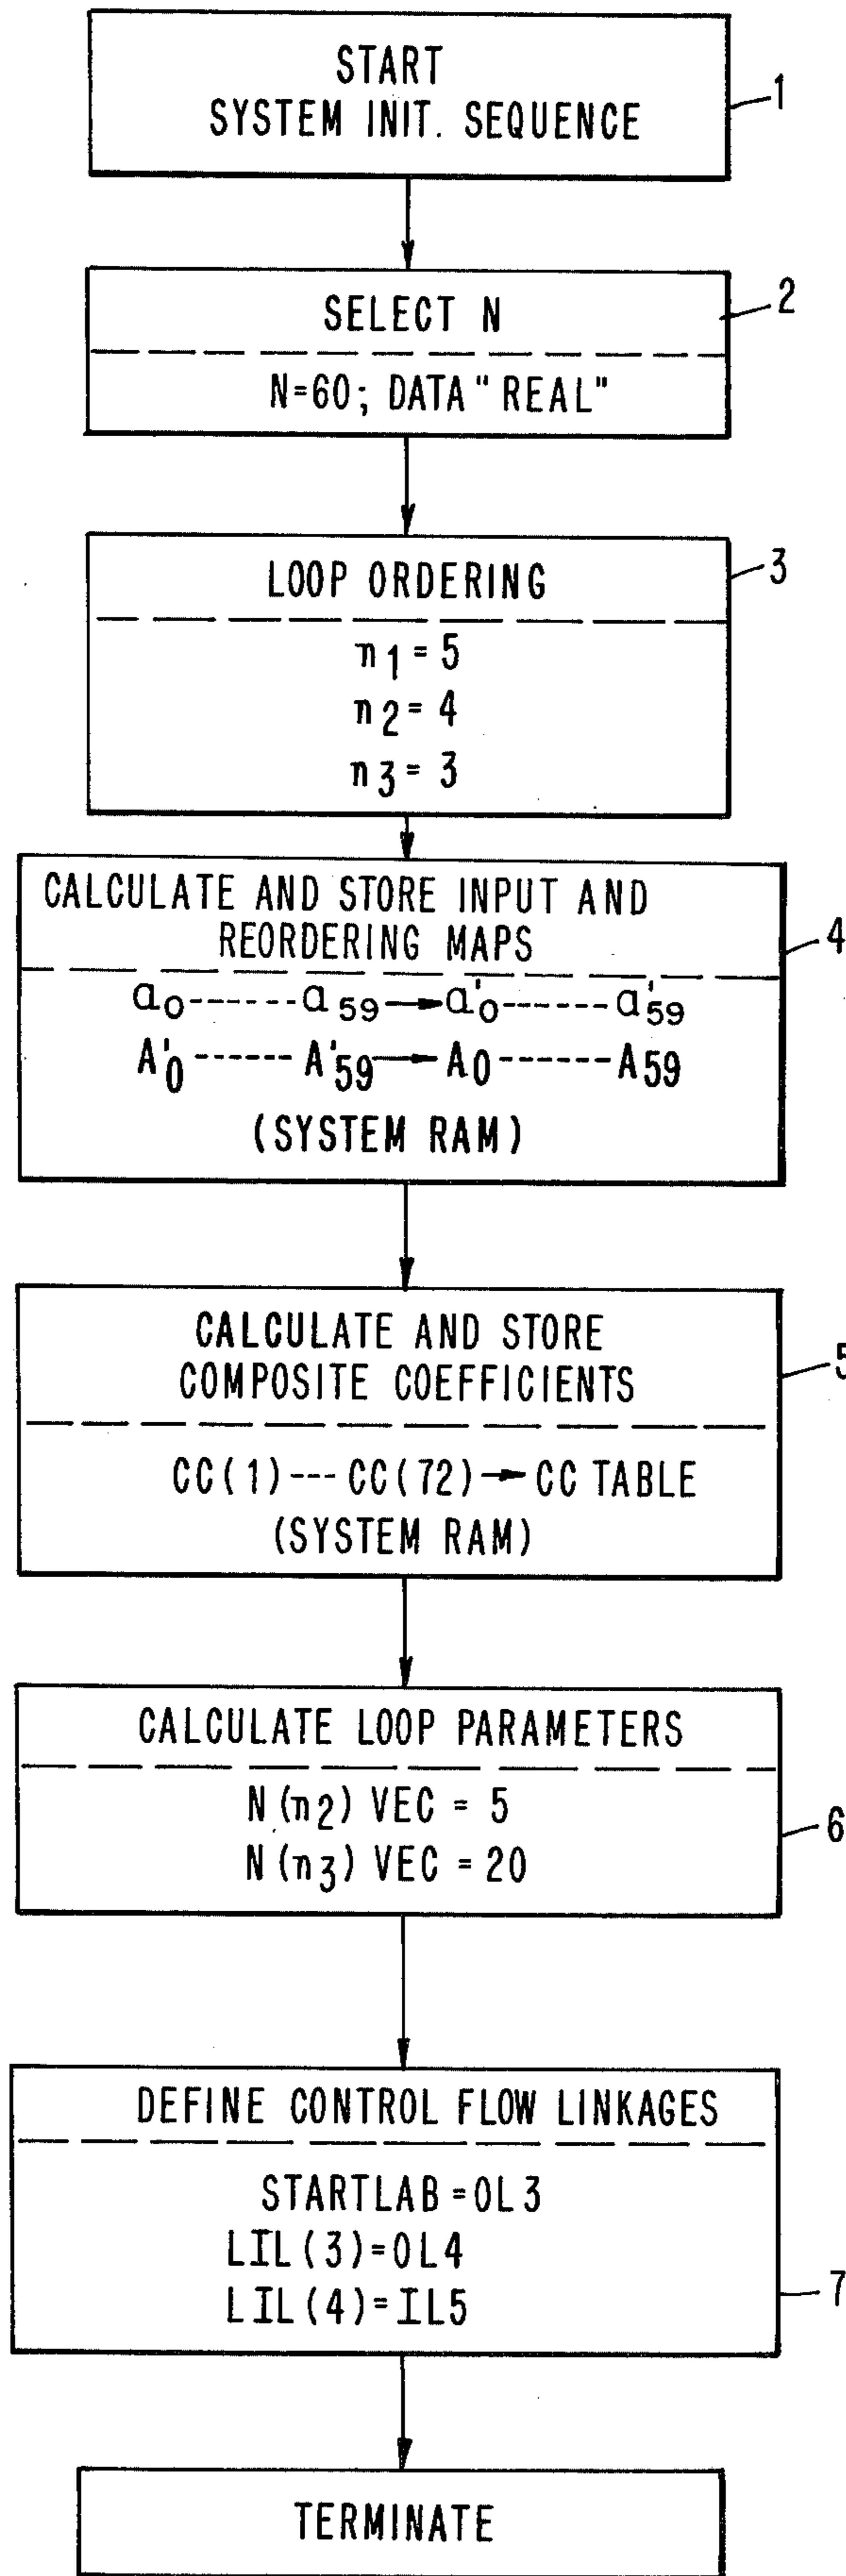 START
SYSTEM INIT. SEQUENCE
1
SELECT N
2
N=60; DATA "REAL"
LOOP ORDERING
3
n1 = 5
n2 = 4
n3 = 3
CALCULATE AND STORE INPUT AND
REORDERING MAPS
4
a0 ------ a59 → a'0 ------ a'59
A'0 ------ A'59 → A0 ------ A59
(SYSTEM RAM)
CALCULATE AND STORE
COMPOSITE COEFFICIENTS
5
CC(1) --- CC(72) → CC TABLE
(SYSTEM RAM)
CALCULATE LOOP PARAMETERS
N(n2) VEC = 5
6
N(n3) VEC = 20
DEFINE CONTROL FLOW LINKAGES
STARTLAB = OL3
LIL(3)=OL4
LIL(4)=IL5
7
TERMINATE